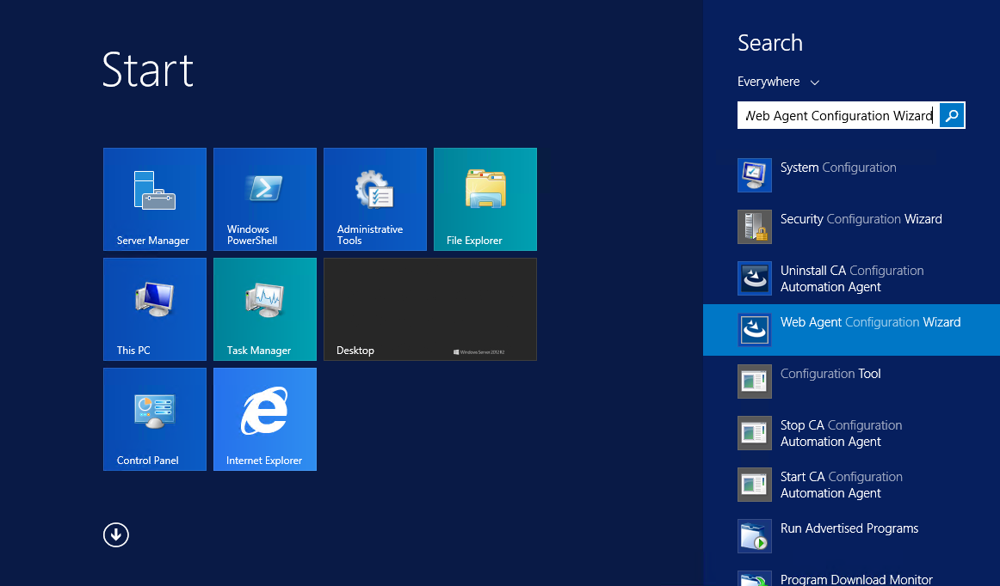 Start
Server Manager
Windows
PowerShell
Administrative
Tools
File Explorer
This PC
Task Manager
Desktop
Windows Server 2012 R2
Control Panel
Internet Explorer
Search
Everywhere
Web Agent Configuration Wizard
System Configuration
Security Configuration Wizard
Uninstall CA Configuration
Automation Agent
Web Agent Configuration Wizard
Configuration Tool
Stop CA Configuration
Automation Agent
Start CA Configuration
Automation Agent
Run Advertised Programs
Program Download Monitor